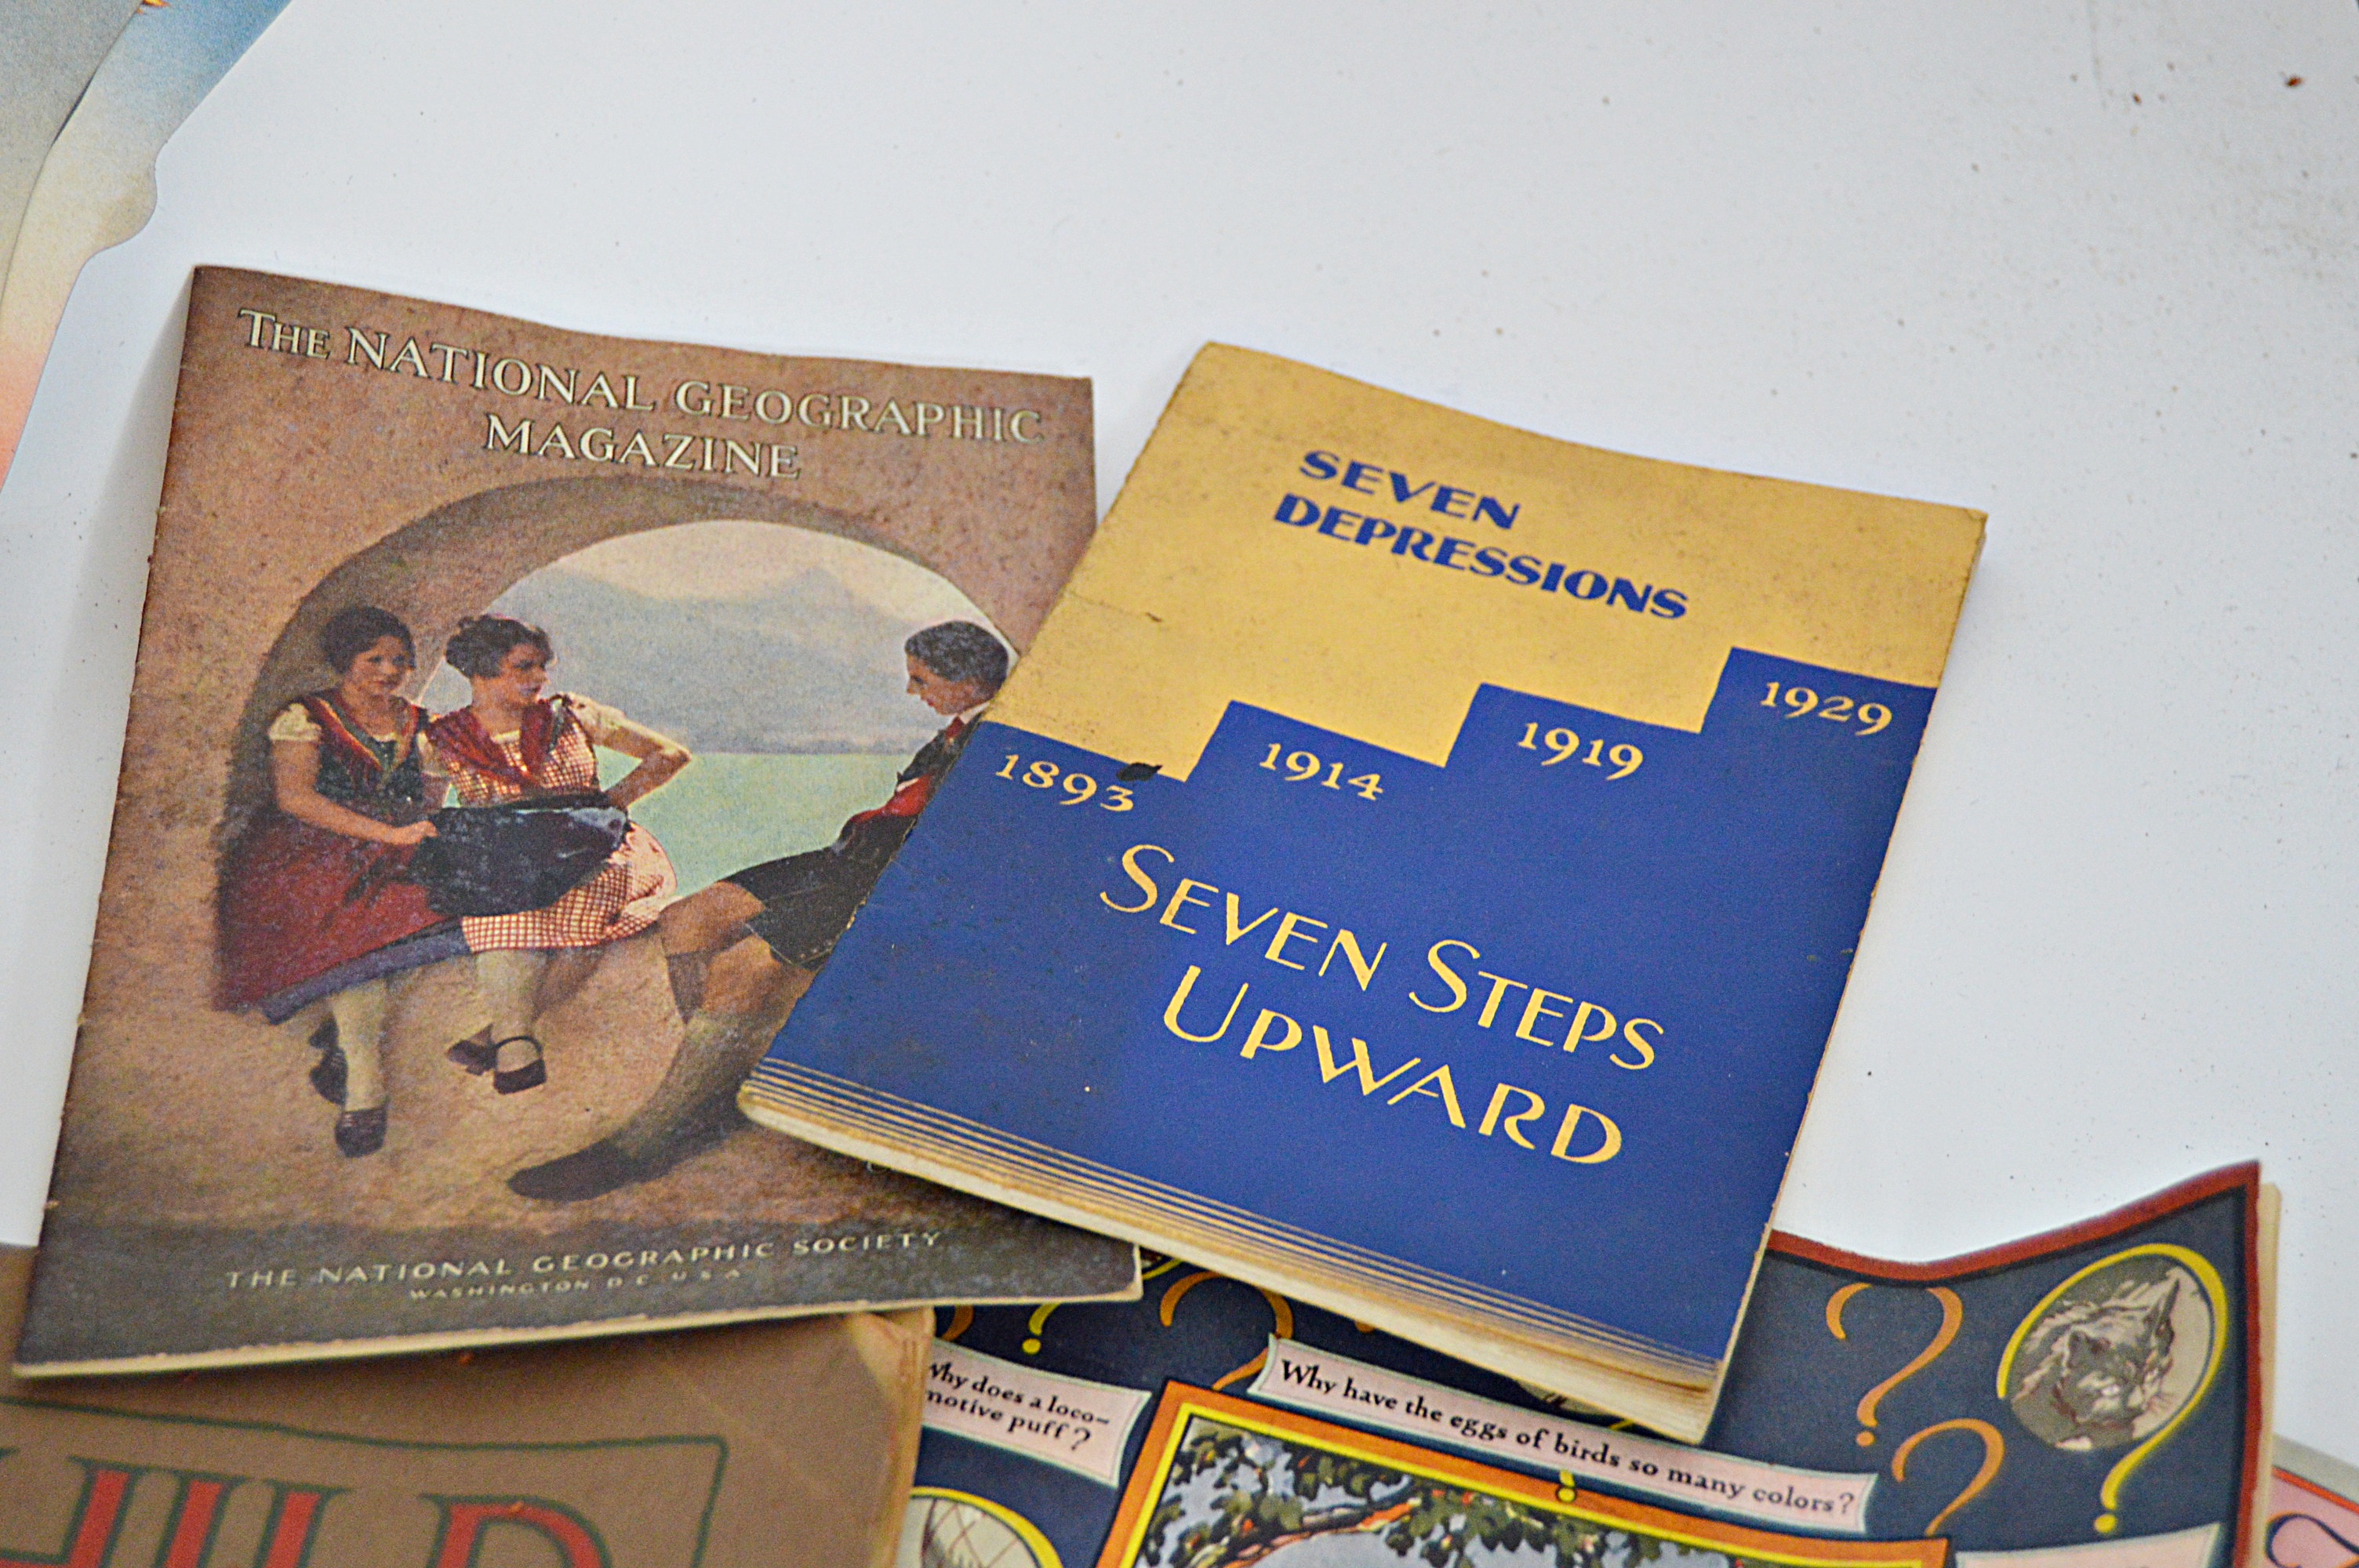 THE NATIONAL GEOGRAPHIC
MAGAZINE
THE NATIONAL GEOGRAPHIC SOCIETY
WASHINGTON D C U S A
SEVEN
DEPRESSIONS
1893
1914
1919
1929
SEVEN STEPS
UPWARD
Why does a loco-
motive puff?
Why have the eggs of birds so many colors?
HILD